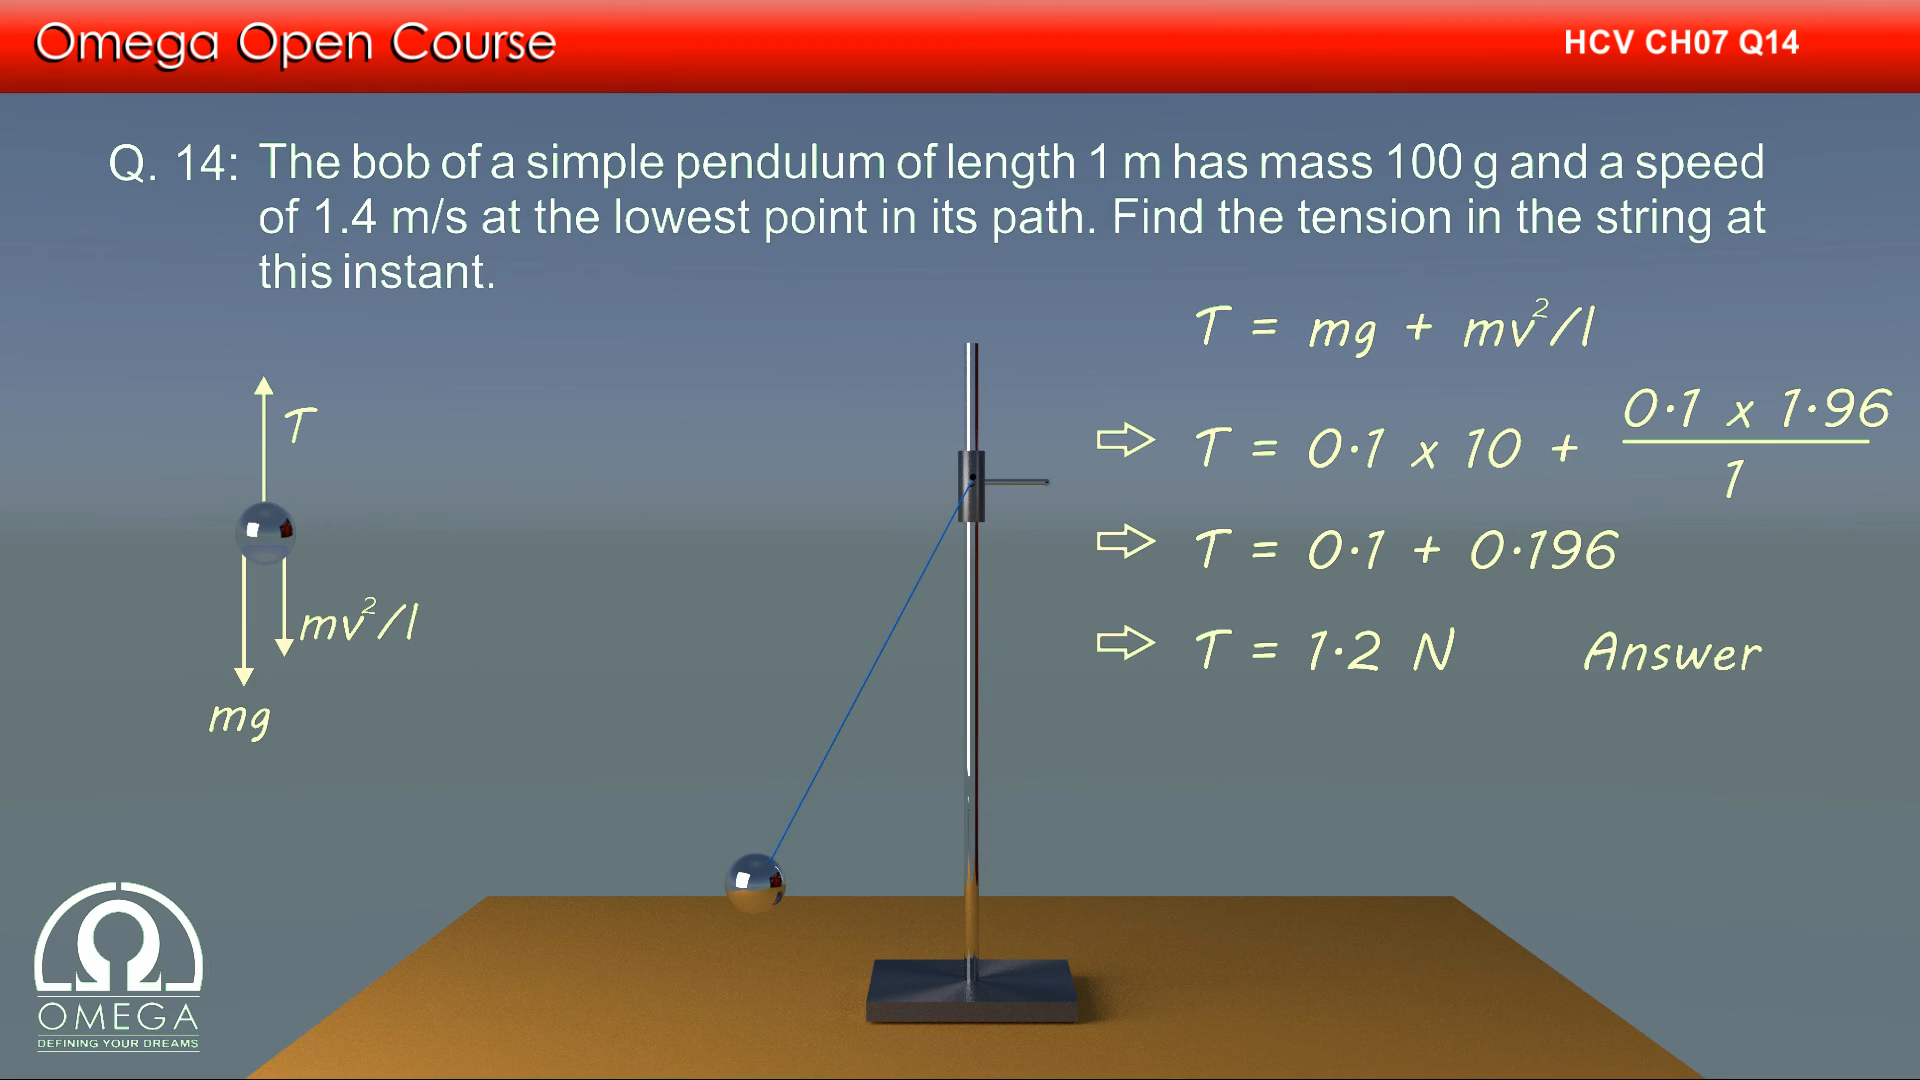 Omega Open Course
HCV CH07 Q14
Q. 14: The bob of a simple pendulum of length 1 m has mass 100 g and a speed
of 1.4 m/s at the lowest point in its path. Find the tension in the string at
this instant.
T = mg + mv²/l
⇨ T = 0·1 x 10 + 0·1 x 1·96
1
⇨ T = 0·1 + 0·196
⇨ T = 1·2 N Answer
T
mv²/l
mg
Ω
OMEGA
DEFINING YOUR DREAMS